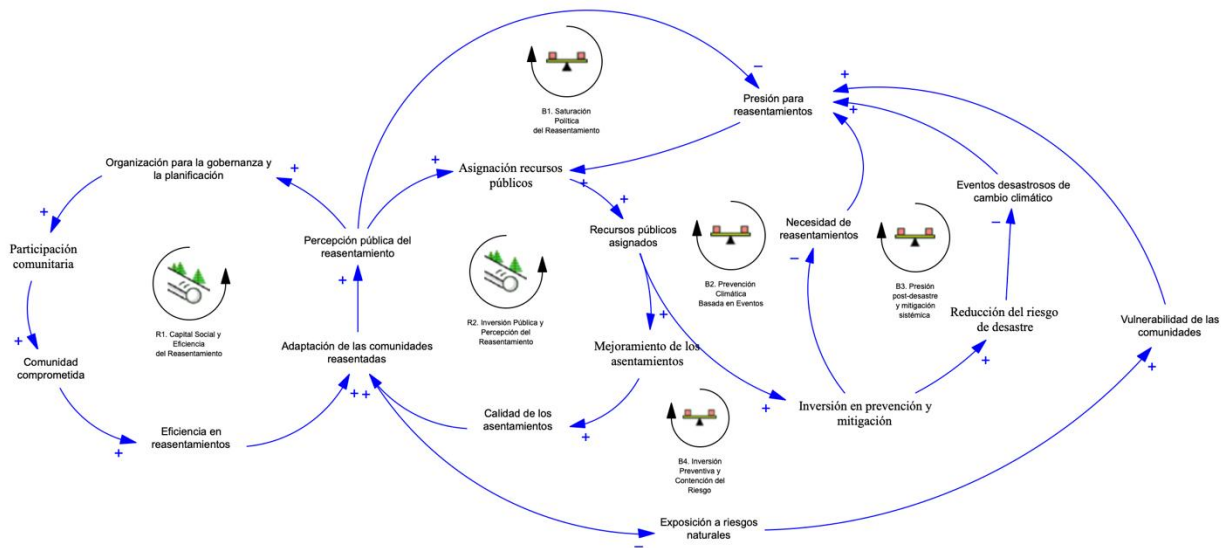 B1. Saturación
Política
del Reasentamiento
−
+
Presión para
reasentamientos
+
Organización para la gobernanza y
la planificación
+
+
Asignación recursos
públicos
+
+
Eventos desastrosos de
cambio climático
−
+
Participación
comunitaria
Percepción pública del
reasentamiento
+
Recursos públicos
asignados
Necesidad de
reasentamientos
−
B2. Prevención
Climática
Basada en Eventos
B3. Presión
post-desastre
y mitigación
sistémica
R1. Capital Social y
Eficiencia
del Reasentamiento
R2. Inversión Pública y
Percepción del
Reasentamiento
Reducción del riesgo
de desastre
+
Vulnerabilidad de las
comunidades
+
+
Comunidad
comprometida
Adaptación de las comunidades
reasentadas
+ +
+
Mejoramiento de los
asentamientos
+
Inversión en prevención y
mitigación
+
Eficiencia en
reasentamientos
Calidad de los
asentamientos
+
B4. Inversión
Preventiva y
Contención del
Riesgo
Exposición a riesgos
naturales
−